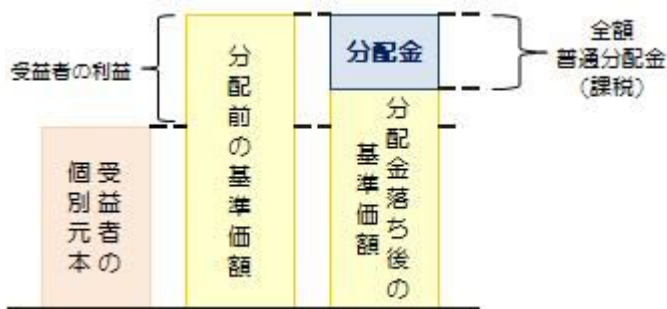 受益者の利益
受益者の
個別元本
分配前の基準価額
分配金
分配金落ち後の
基準価額
全額
普通分配金
(課税)